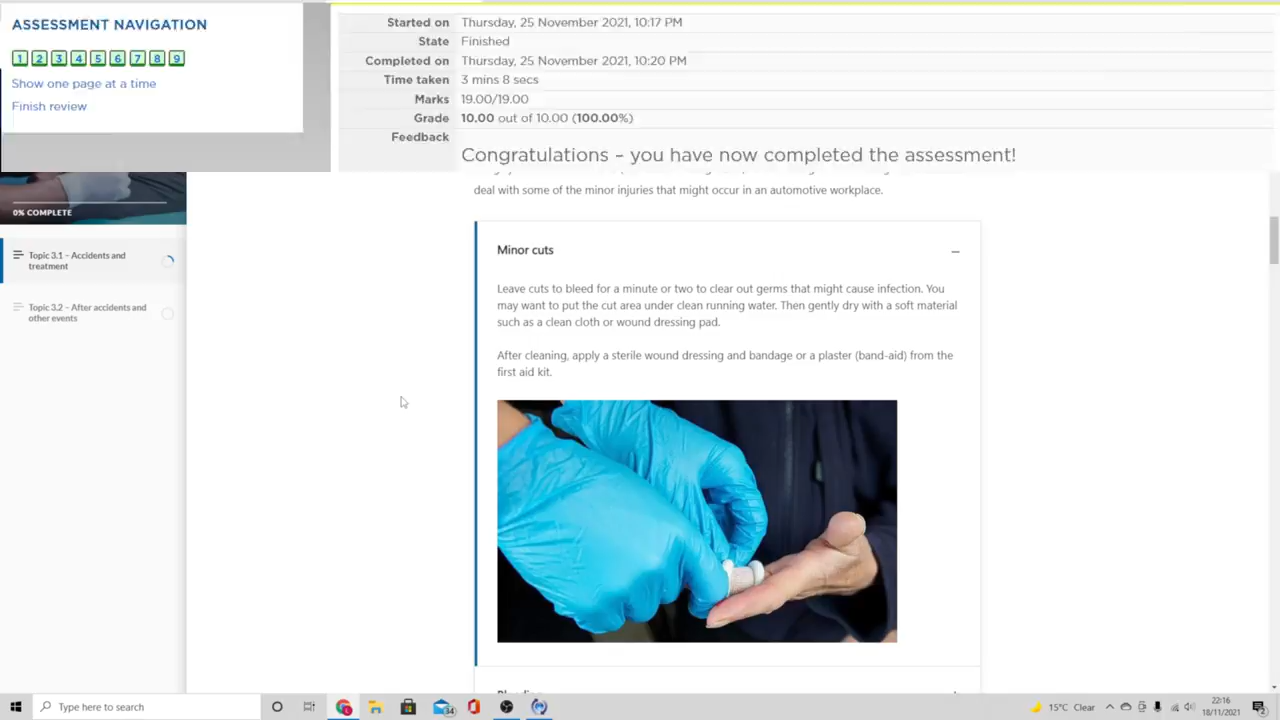 ASSESSMENT NAVIGATION
1 2 3 4 5 6 7 8 9
Show one page at a time
Finish review
Started on Thursday, 25 November 2021, 10:17 PM
State Finished
Completed on Thursday, 25 November 2021, 10:20 PM
Time taken 3 mins 8 secs
Marks 19.00/19.00
Grade 10.00 out of 10.00 (100.00%)
Feedback
Congratulations – you have now completed the assessment!
deal with some of the minor injuries that might occur in an automotive workplace.
0% COMPLETE
Topic 3.1 – Accidents and
treatment
Topic 3.2 – After accidents and
other events
Minor cuts
Leave cuts to bleed for a minute or two to clear out germs that might cause infection. You
may want to put the cut area under clean running water. Then gently dry with a soft material
such as a clean cloth or wound dressing pad.
After cleaning, apply a sterile wound dressing and bandage or a plaster (band-aid) from the
first aid kit.
Type here to search
34
15°C Clear
22:16
18/11/2021
2